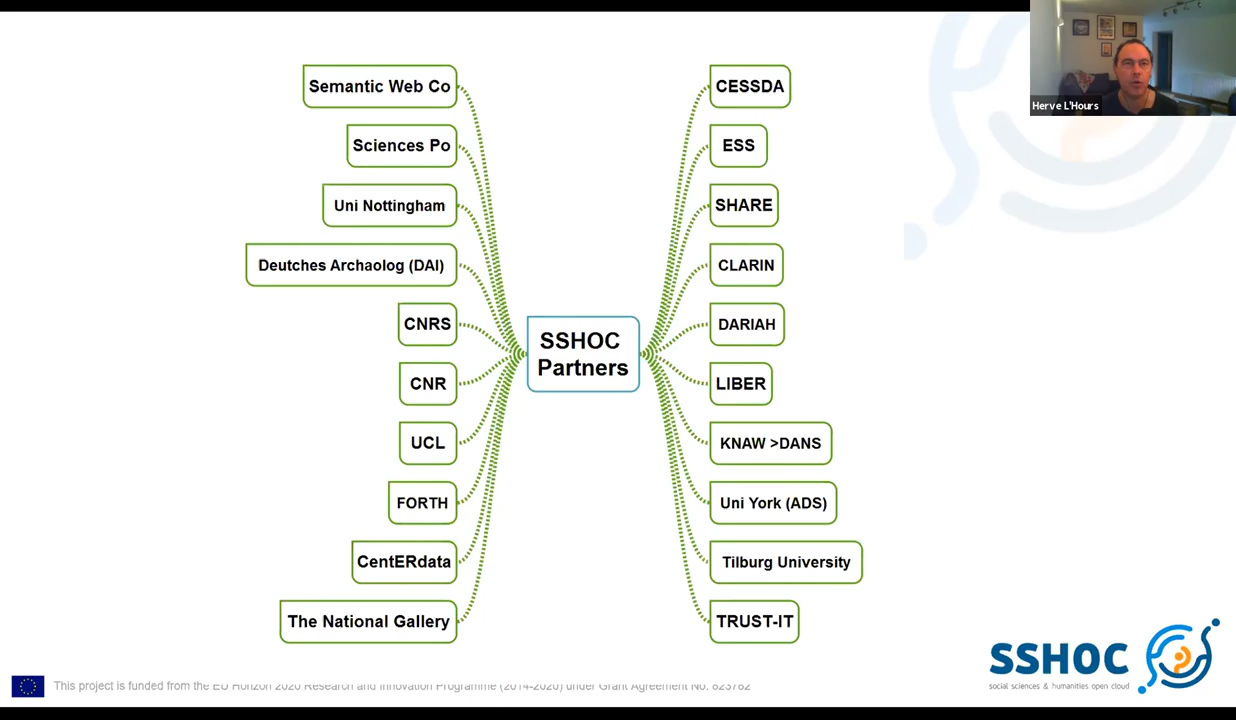 Herve L'Hours
Semantic Web Co
Sciences Po
Uni Nottingham
Deutches Archaolog (DAI)
CNRS
CNR
UCL
FORTH
CentERdata
The National Gallery
SSHOC
Partners
CESSDA
ESS
SHARE
CLARIN
DARIAH
LIBER
KNAW >DANS
Uni York (ADS)
Tilburg University
TRUST-IT
SSHOC
social sciences & humanities open cloud
This project is funded from the EU Horizon 2020 Research and Innovation Programme (2014-2020) under Grant Agreement No. 823782